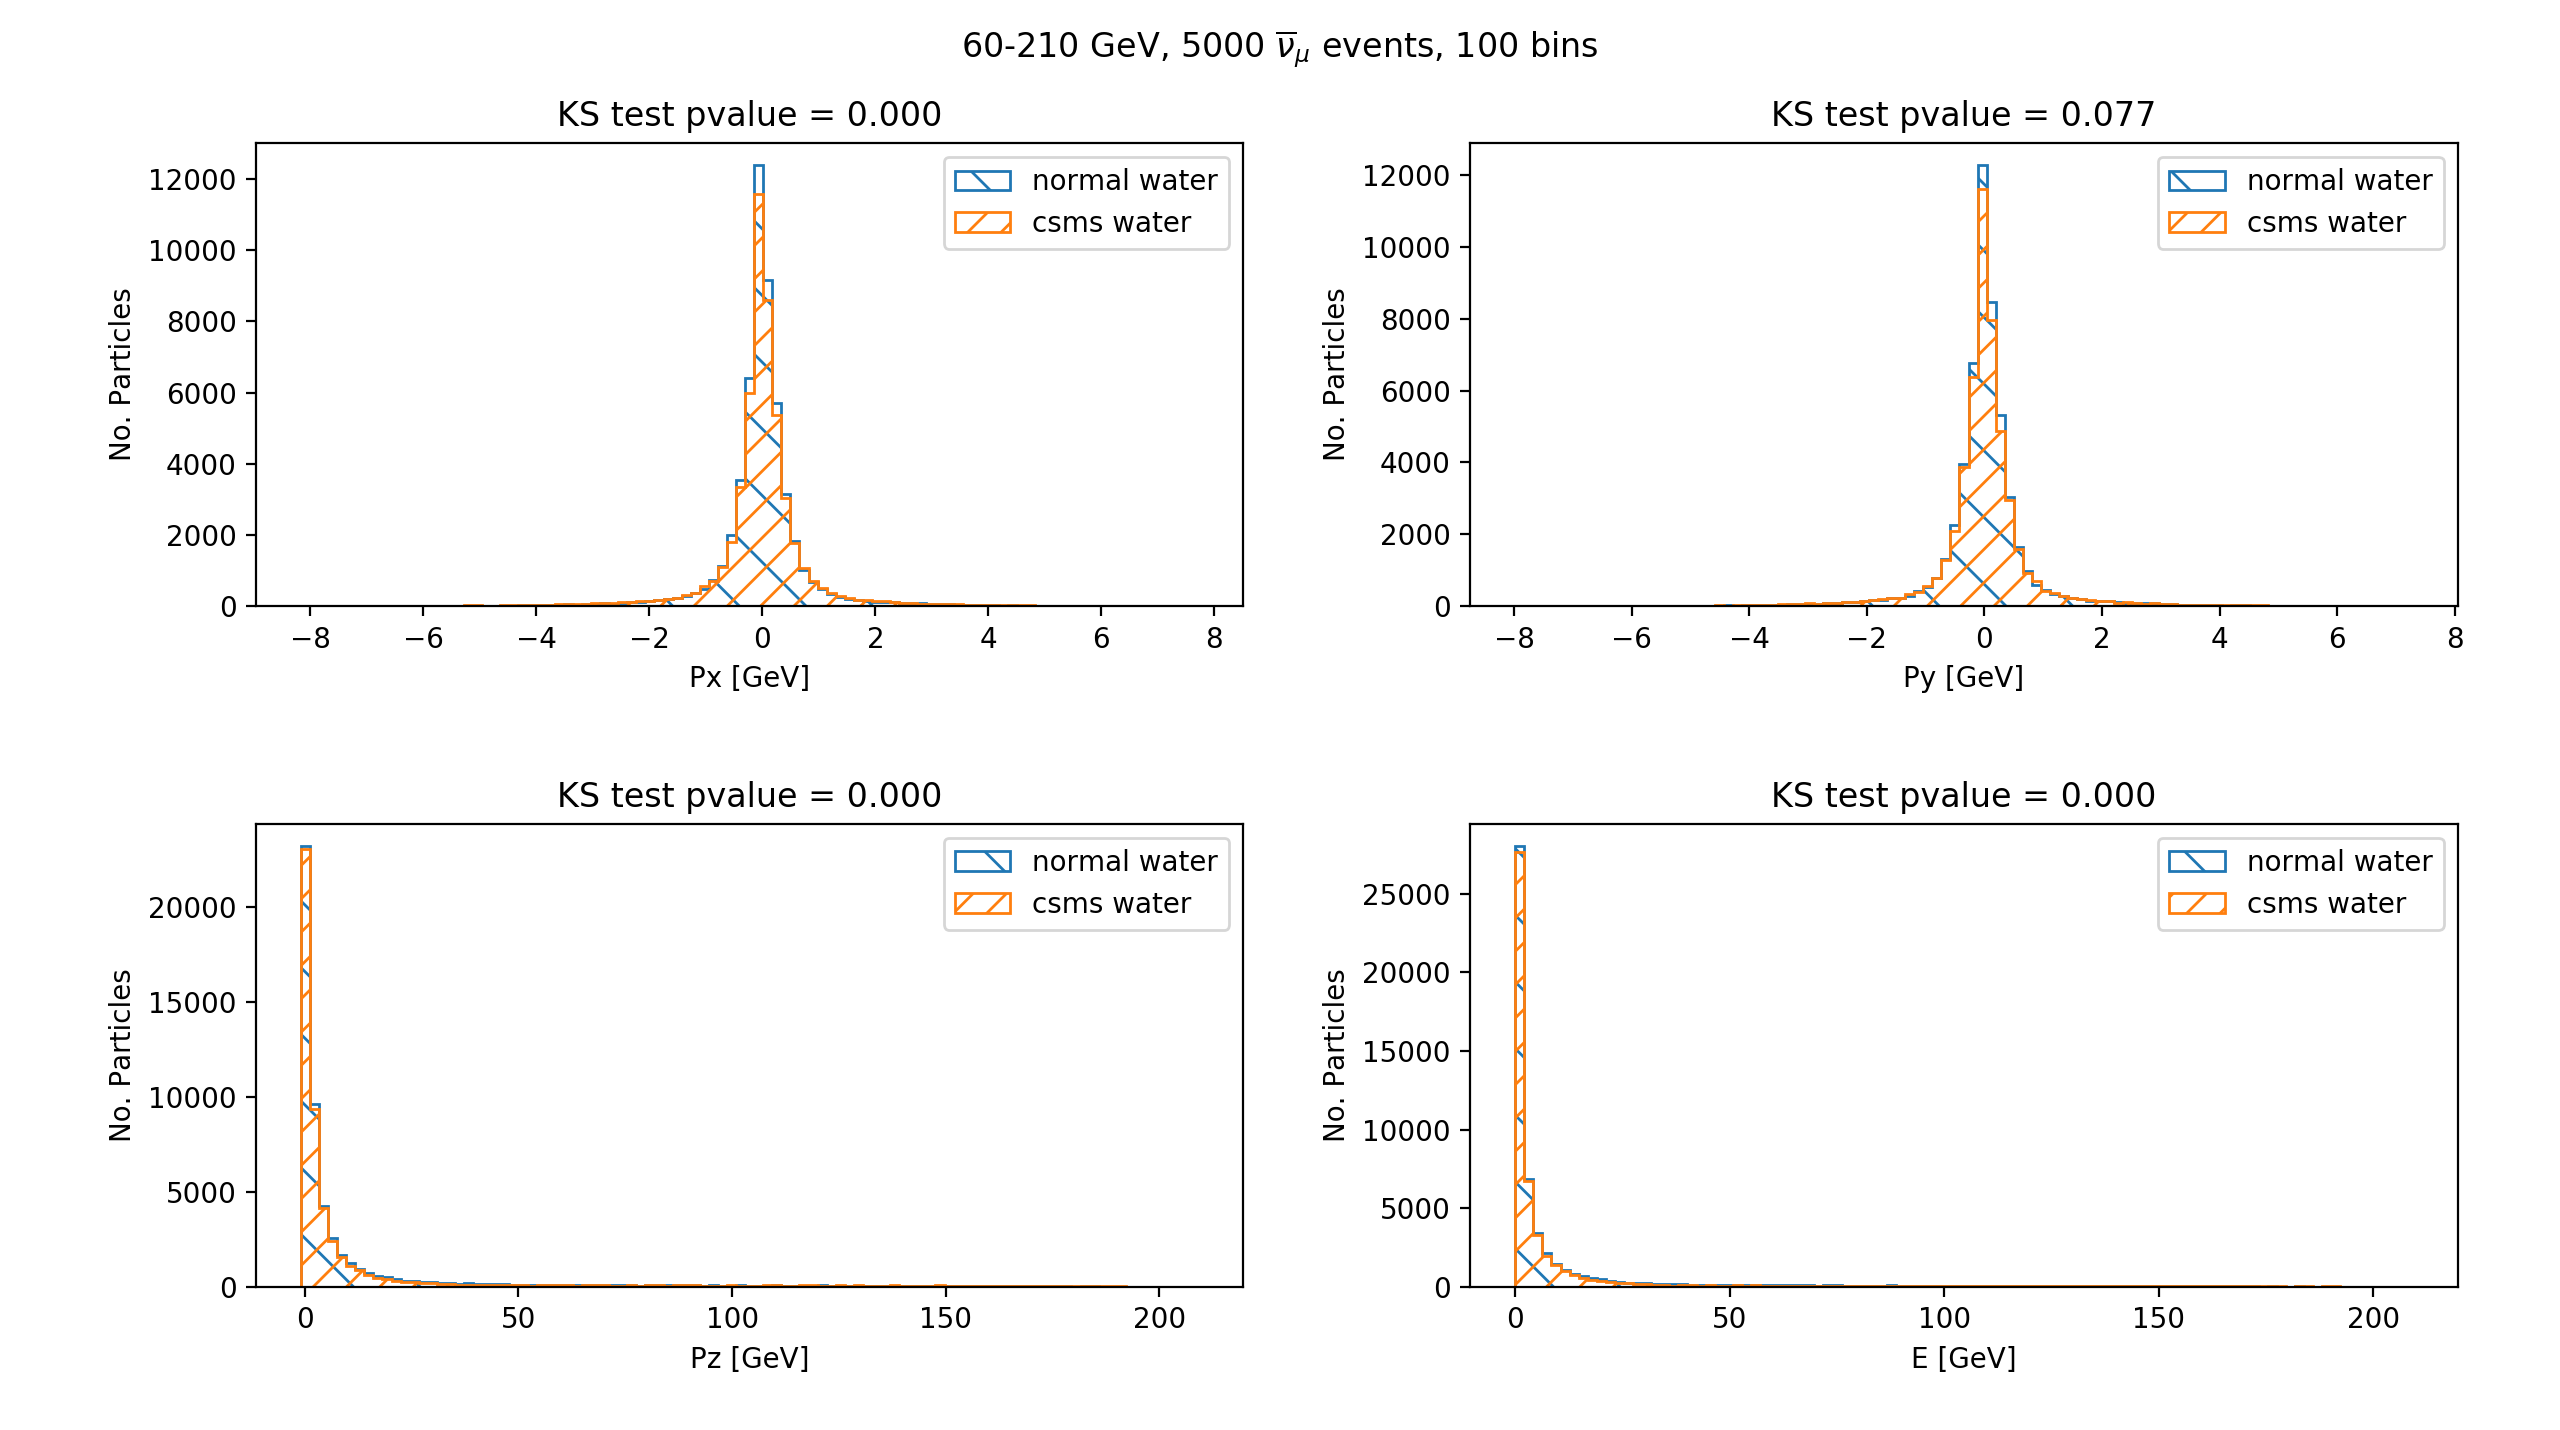 60-210 GeV, 5000 ν̅μ events, 100 bins
KS test pvalue = 0.000
normal water
csms water
No. Particles
12000
10000
8000
6000
4000
2000
0
−8 −6 −4 −2 0 2 4 6 8
Px [GeV]
KS test pvalue = 0.077
normal water
csms water
No. Particles
12000
10000
8000
6000
4000
2000
0
−8 −6 −4 −2 0 2 4 6 8
Py [GeV]
KS test pvalue = 0.000
normal water
csms water
No. Particles
20000
15000
10000
5000
0
0 50 100 150 200
Pz [GeV]
KS test pvalue = 0.000
normal water
csms water
No. Particles
25000
20000
15000
10000
5000
0
0 50 100 150 200
E [GeV]